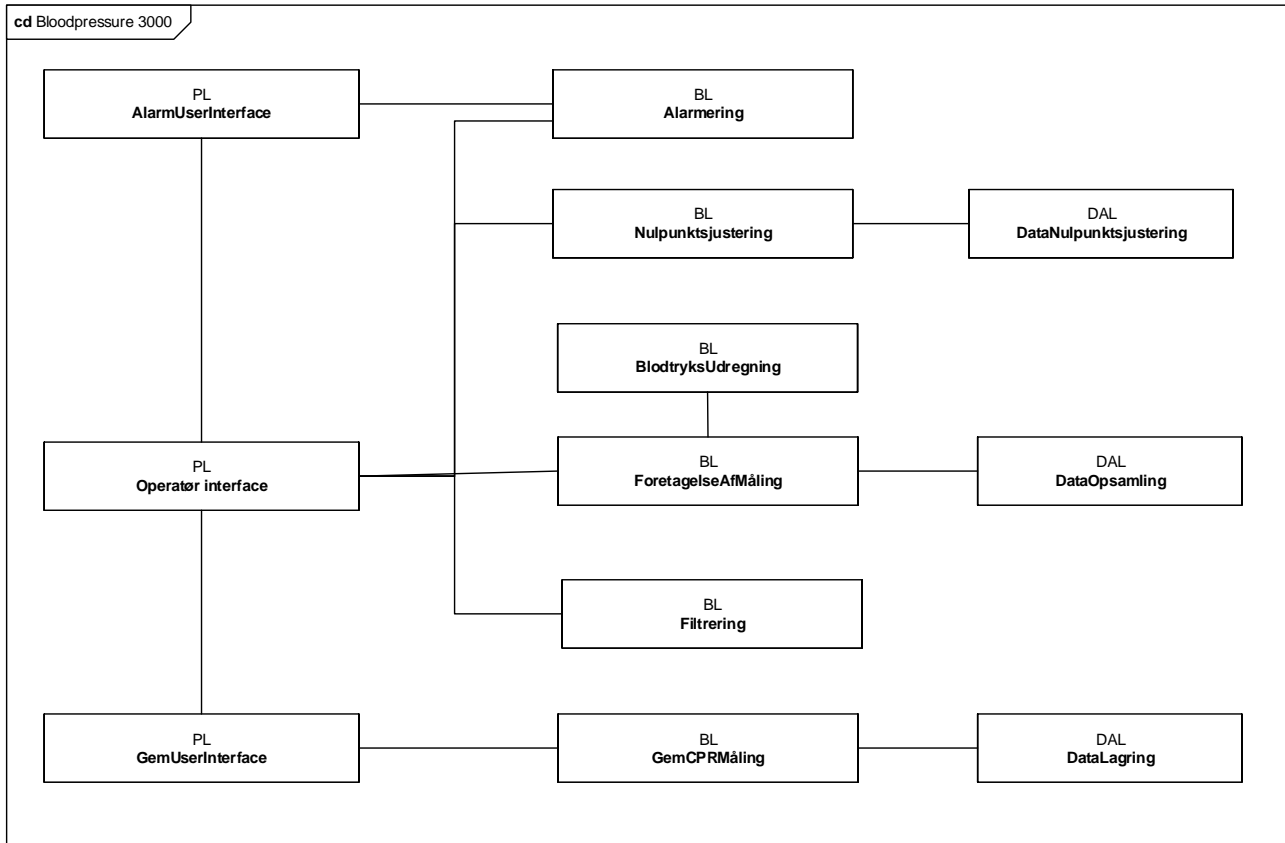 cd Bloodpressure 3000
PL
AlarmUserInterface
BL
Alarmering
BL
Nulpunktsjustering
DAL
DataNulpunktsjustering
BL
BlodtryksUdregning
PL
Operatør interface
BL
ForetagelseAfMåling
DAL
DataOpsamling
BL
Filtrering
PL
GemUserInterface
BL
GemCPRMåling
DAL
DataLagring